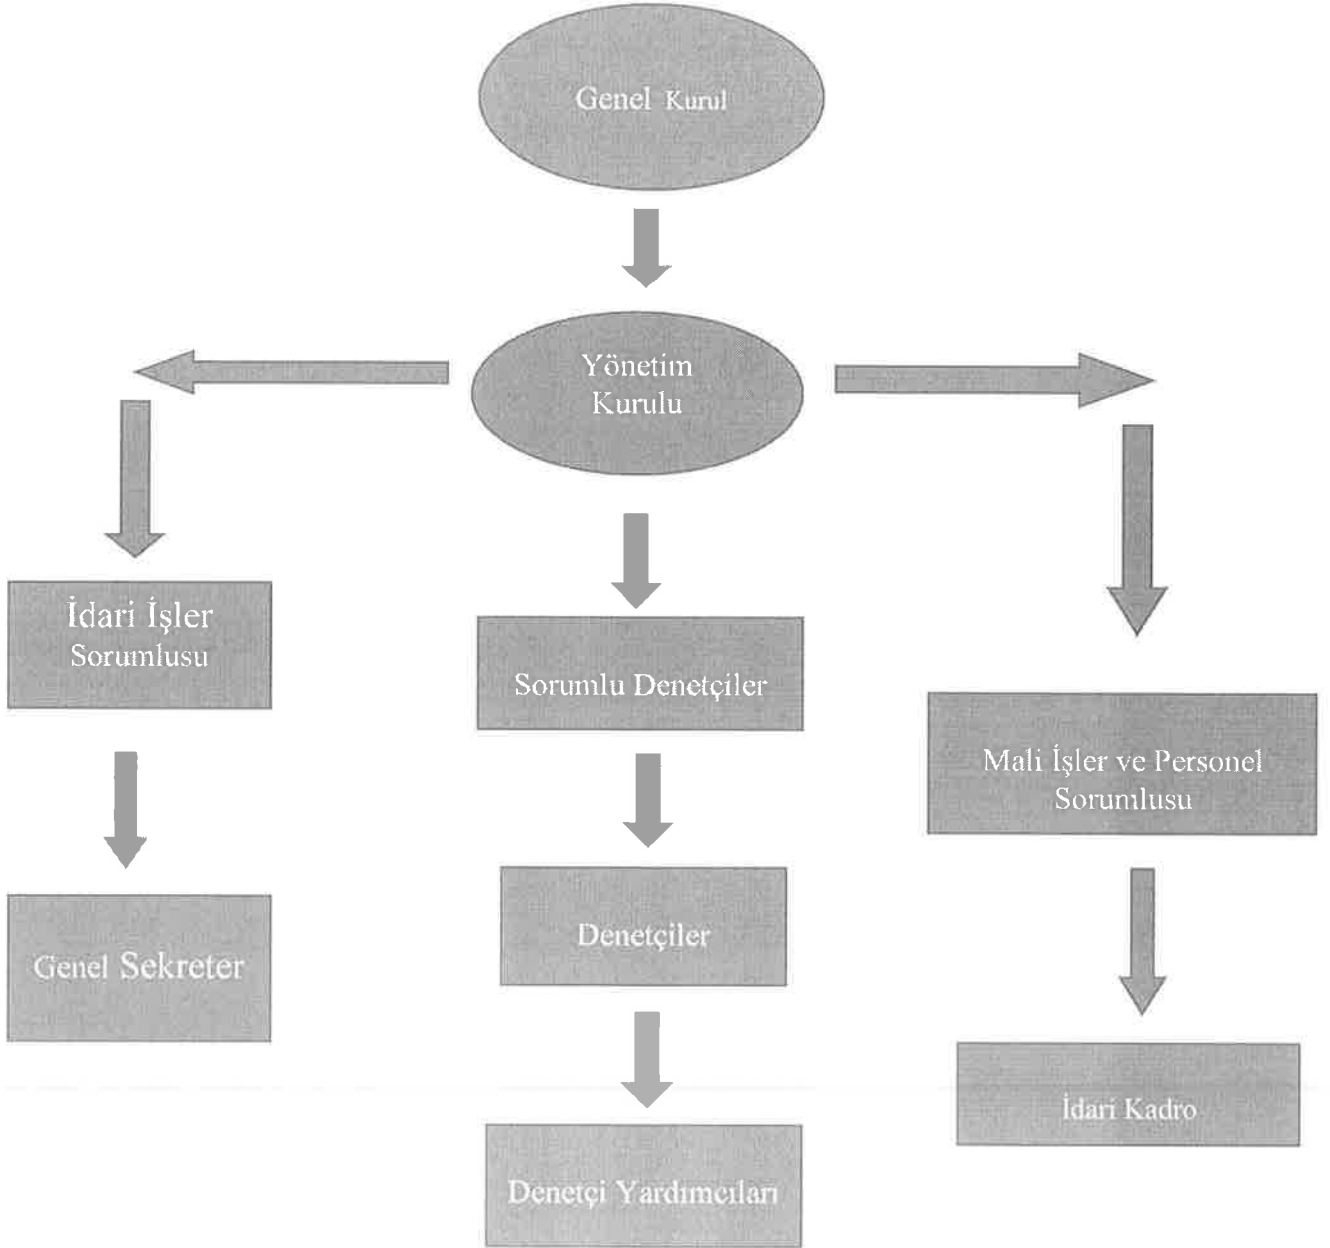 Genel Kurul
Yönetim
Kurulu
İdari İşler
Sorumlusu
Sorumlu Denetçiler
Mali İşler ve Personel
Sorumlusu
Genel Sekreter
Denetçiler
İdari Kadro
Denetçi Yardımcıları